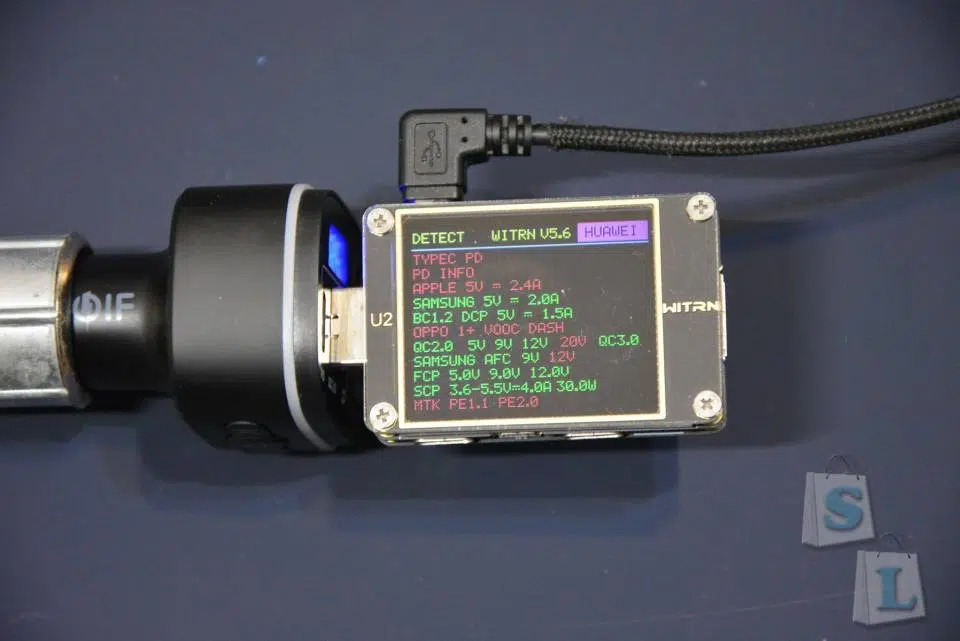 DETECT WITRN V5.6 HUAWEI
TYPEC PD
PD INFO
APPLE 5V = 2.4A
SAMSUNG 5V = 2.0A
BC1.2 DCP 5V = 1.5A
OPPO 1+ VOOC DASH
QC2.0 5V 9V 12V 20V QC3.0
SAMSUNG AFC 9V 12V
FCP 5.0V 9.0V 12.0V
SCP 3.6-5.5V=4.0A 30.0W
MTK PE1.1 PE2.0
U2
WITRN
IF
S
L